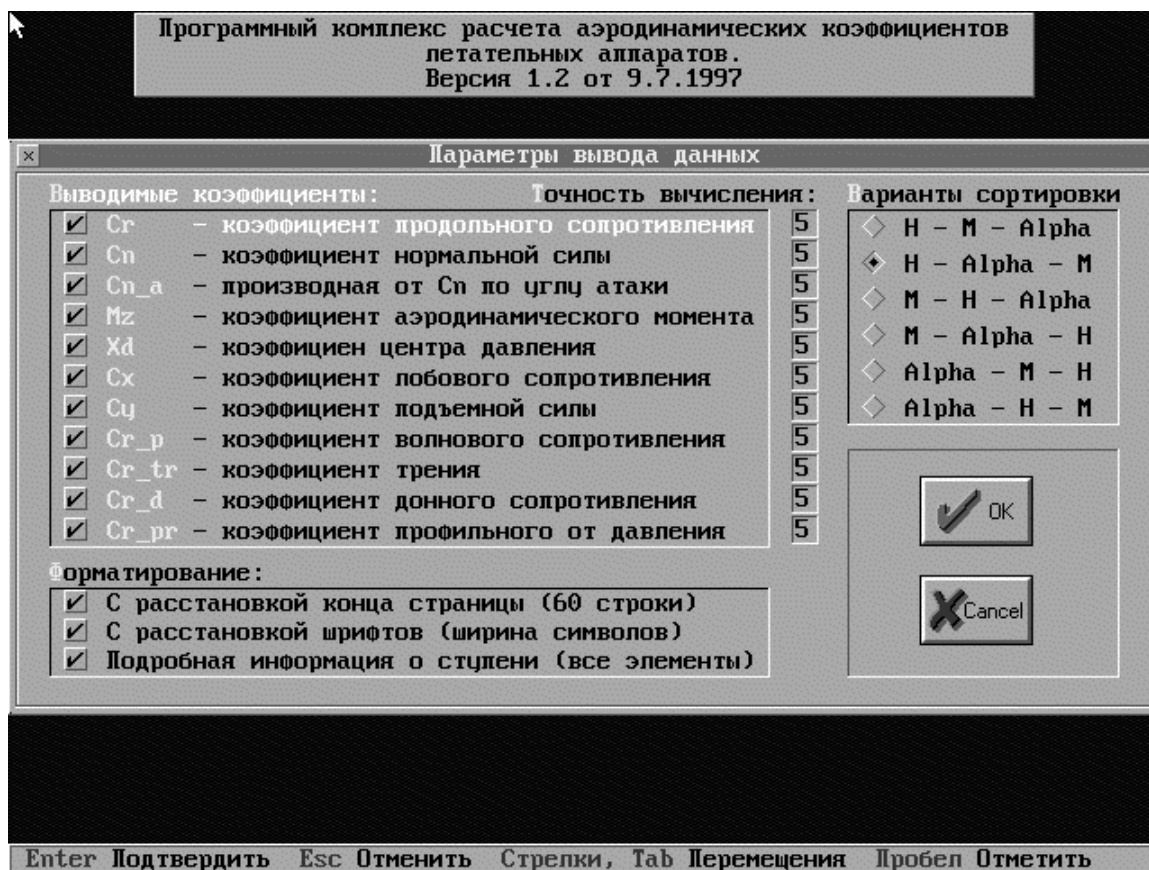 Программный комплекс расчета аэродинамических коэффициентов
летательных аппаратов.
Версия 1.2 от 9.7.1997
Параметры вывода данных
Выводимые коэффициенты: Точность вычисления:
Cr - коэффициент продольного сопротивления 5
Cn - коэффициент нормальной силы 5
Cn_a - производная от Cn по углу атаки 5
Mz - коэффициент аэродинамического момента 5
Xd - коэффициен центра давления 5
Cx - коэффициент лобового сопротивления 5
Cy - коэффициент подъемной силы 5
Cr_p - коэффициент волнового сопротивления 5
Cr_tr - коэффициент трения 5
Cr_d - коэффициент донного сопротивления 5
Cr_pr - коэффициент профильного от давления 5
Форматирование:
С расстановкой конца страницы (60 строки)
С расстановкой шрифтов (ширина символов)
Подробная информация о ступени (все элементы)
Варианты сортировки
H - M - Alpha
H - Alpha - M
M - H - Alpha
M - Alpha - H
Alpha - M - H
Alpha - H - M
OK
Cancel
Enter Подтвердить Esc Отменить Стрелки, Tab Перемещения Пробел Отметить